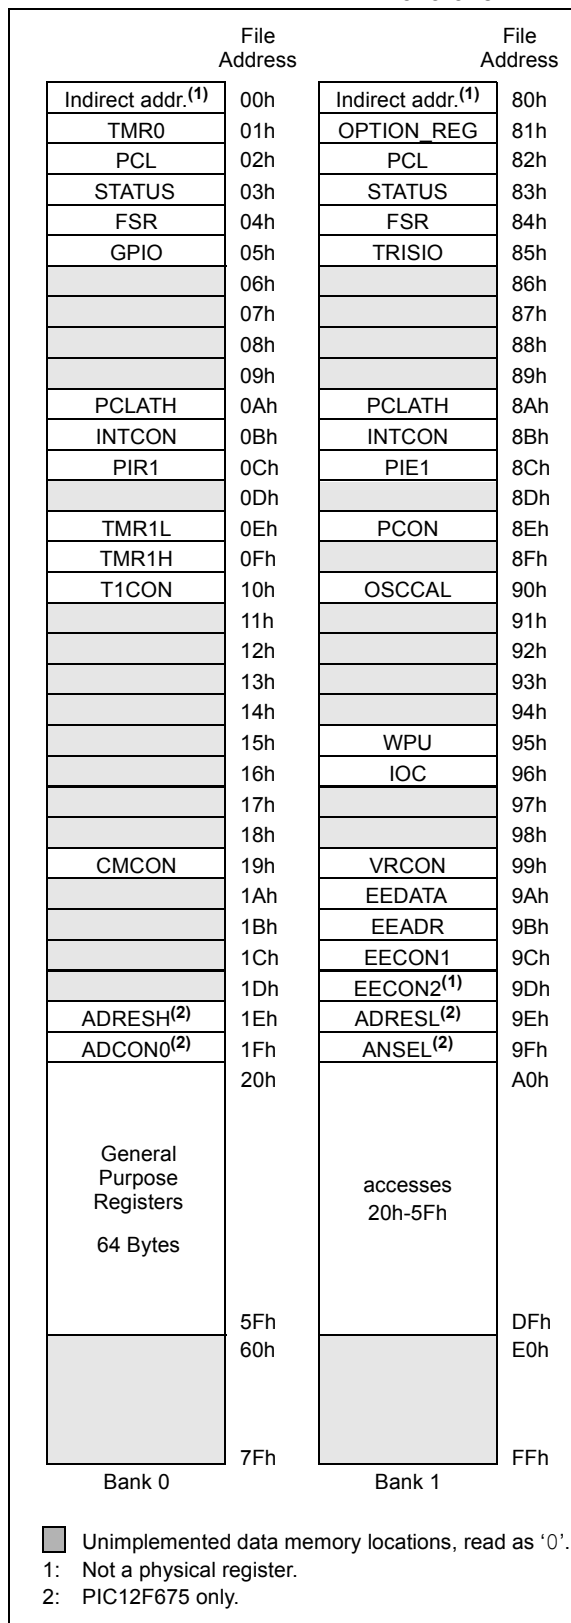 File Address File Address
Indirect addr.(1) 00h Indirect addr.(1) 80h
TMR0 01h OPTION_REG 81h
PCL 02h PCL 82h
STATUS 03h STATUS 83h
FSR 04h FSR 84h
GPIO 05h TRISIO 85h
06h 86h
07h 87h
08h 88h
09h 89h
PCLATH 0Ah PCLATH 8Ah
INTCON 0Bh INTCON 8Bh
PIR1 0Ch PIE1 8Ch
0Dh 8Dh
TMR1L 0Eh PCON 8Eh
TMR1H 0Fh 8Fh
T1CON 10h OSCCAL 90h
11h 91h
12h 92h
13h 93h
14h 94h
15h WPU 95h
16h IOC 96h
17h 97h
18h 98h
CMCON 19h VRCON 99h
1Ah EEDATA 9Ah
1Bh EEADR 9Bh
1Ch EECON1 9Ch
1Dh EECON2(1) 9Dh
ADRESH(2) 1Eh ADRESL(2) 9Eh
ADCON0(2) 1Fh ANSEL(2) 9Fh
20h A0h
General
Purpose
Registers
64 Bytes
accesses
20h-5Fh
5Fh DFh
60h E0h
7Fh FFh
Bank 0 Bank 1
Unimplemented data memory locations, read as ‘0’.
1: Not a physical register.
2: PIC12F675 only.